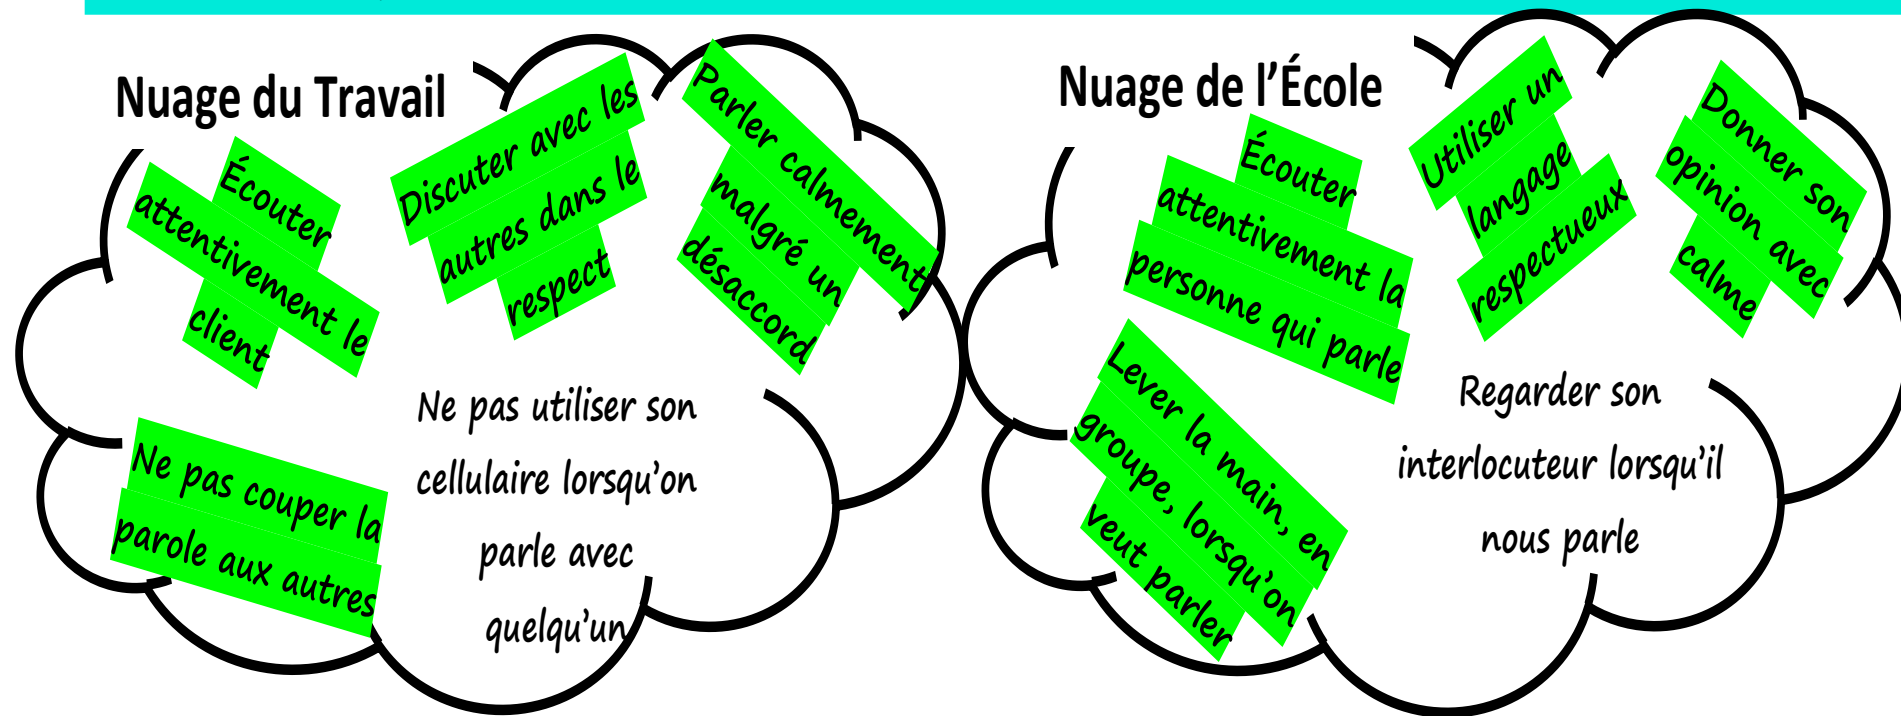 Nuage du Travail
Écouter
attentivement le
client
Discuter avec les
autres dans le
respect
Parler calmement
malgré un
désaccord
Ne pas couper la
parole aux autres
Ne pas utiliser son
cellulaire lorsqu'on
parle avec
quelqu'un
Nuage de l'École
Écouter
attentivement la
personne qui parle
Utiliser un
langage
respectueux
Donner son
opinion avec
calme
Lever la main, en
groupe, lorsqu'on
veut parler
Regarder son
interlocuteur lorsqu'il
nous parle